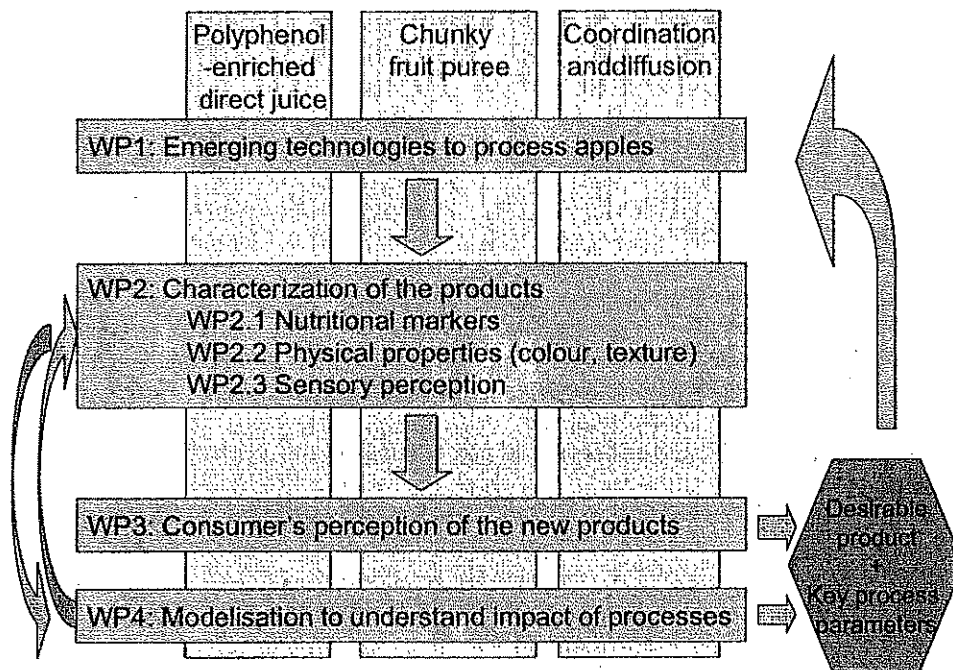 Polyphenol
-enriched
direct juice
Chunky
fruit puree
Coordination
anddiffusion
WP1: Emerging technologies to process apples
WP2: Characterization of the products
WP2.1 Nutritional markers
WP2.2 Physical properties (colour, texture)
WP2.3 Sensory perception
WP3: Consumer's perception of the new products
WP4: Modelisation to understand impact of processes
Desirable
product
+
Key process
parameters